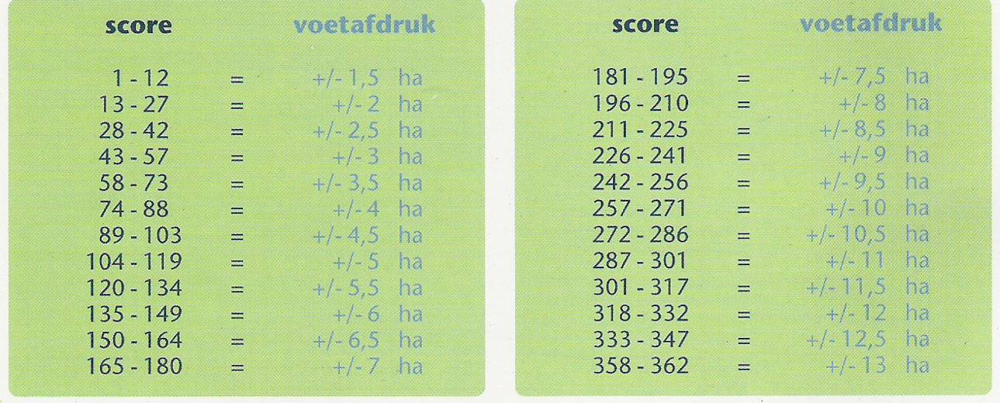 score voetafdruk
1 - 12 = +/- 1,5 ha
13 - 27 = +/- 2 ha
28 - 42 = +/- 2,5 ha
43 - 57 = +/- 3 ha
58 - 73 = +/- 3,5 ha
74 - 88 = +/- 4 ha
89 - 103 = +/- 4,5 ha
104 - 119 = +/- 5 ha
120 - 134 = +/- 5,5 ha
135 - 149 = +/- 6 ha
150 - 164 = +/- 6,5 ha
165 - 180 = +/- 7 ha
score voetafdruk
181 - 195 = +/- 7,5 ha
196 - 210 = +/- 8 ha
211 - 225 = +/- 8,5 ha
226 - 241 = +/- 9 ha
242 - 256 = +/- 9,5 ha
257 - 271 = +/- 10 ha
272 - 286 = +/- 10,5 ha
287 - 301 = +/- 11 ha
301 - 317 = +/- 11,5 ha
318 - 332 = +/- 12 ha
333 - 347 = +/- 12,5 ha
358 - 362 = +/- 13 ha